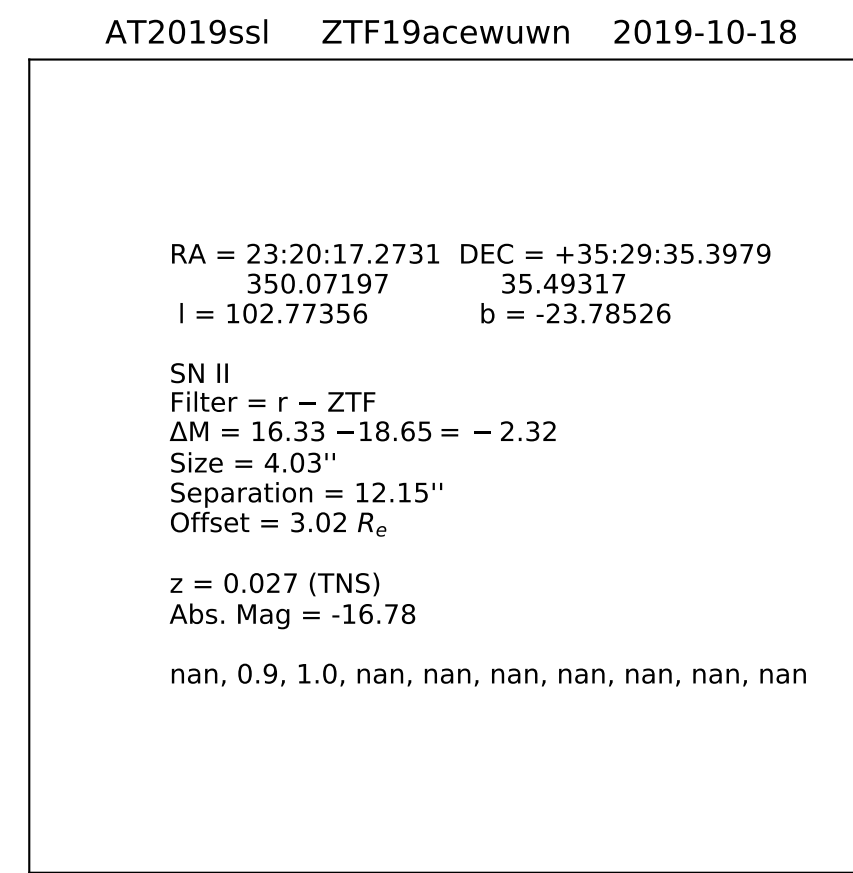 AT2019ssl ZTF19acewuwn 2019-10-18
RA = 23:20:17.2731 DEC = +35:29:35.3979
350.07197 35.49317
l = 102.77356 b = -23.78526
SN II
Filter = r − ZTF
ΔM = 16.33 −18.65 = − 2.32
Size = 4.03''
Separation = 12.15''
Offset = 3.02 Rₑ
z = 0.027 (TNS)
Abs. Mag = -16.78
nan, 0.9, 1.0, nan, nan, nan, nan, nan, nan, nan